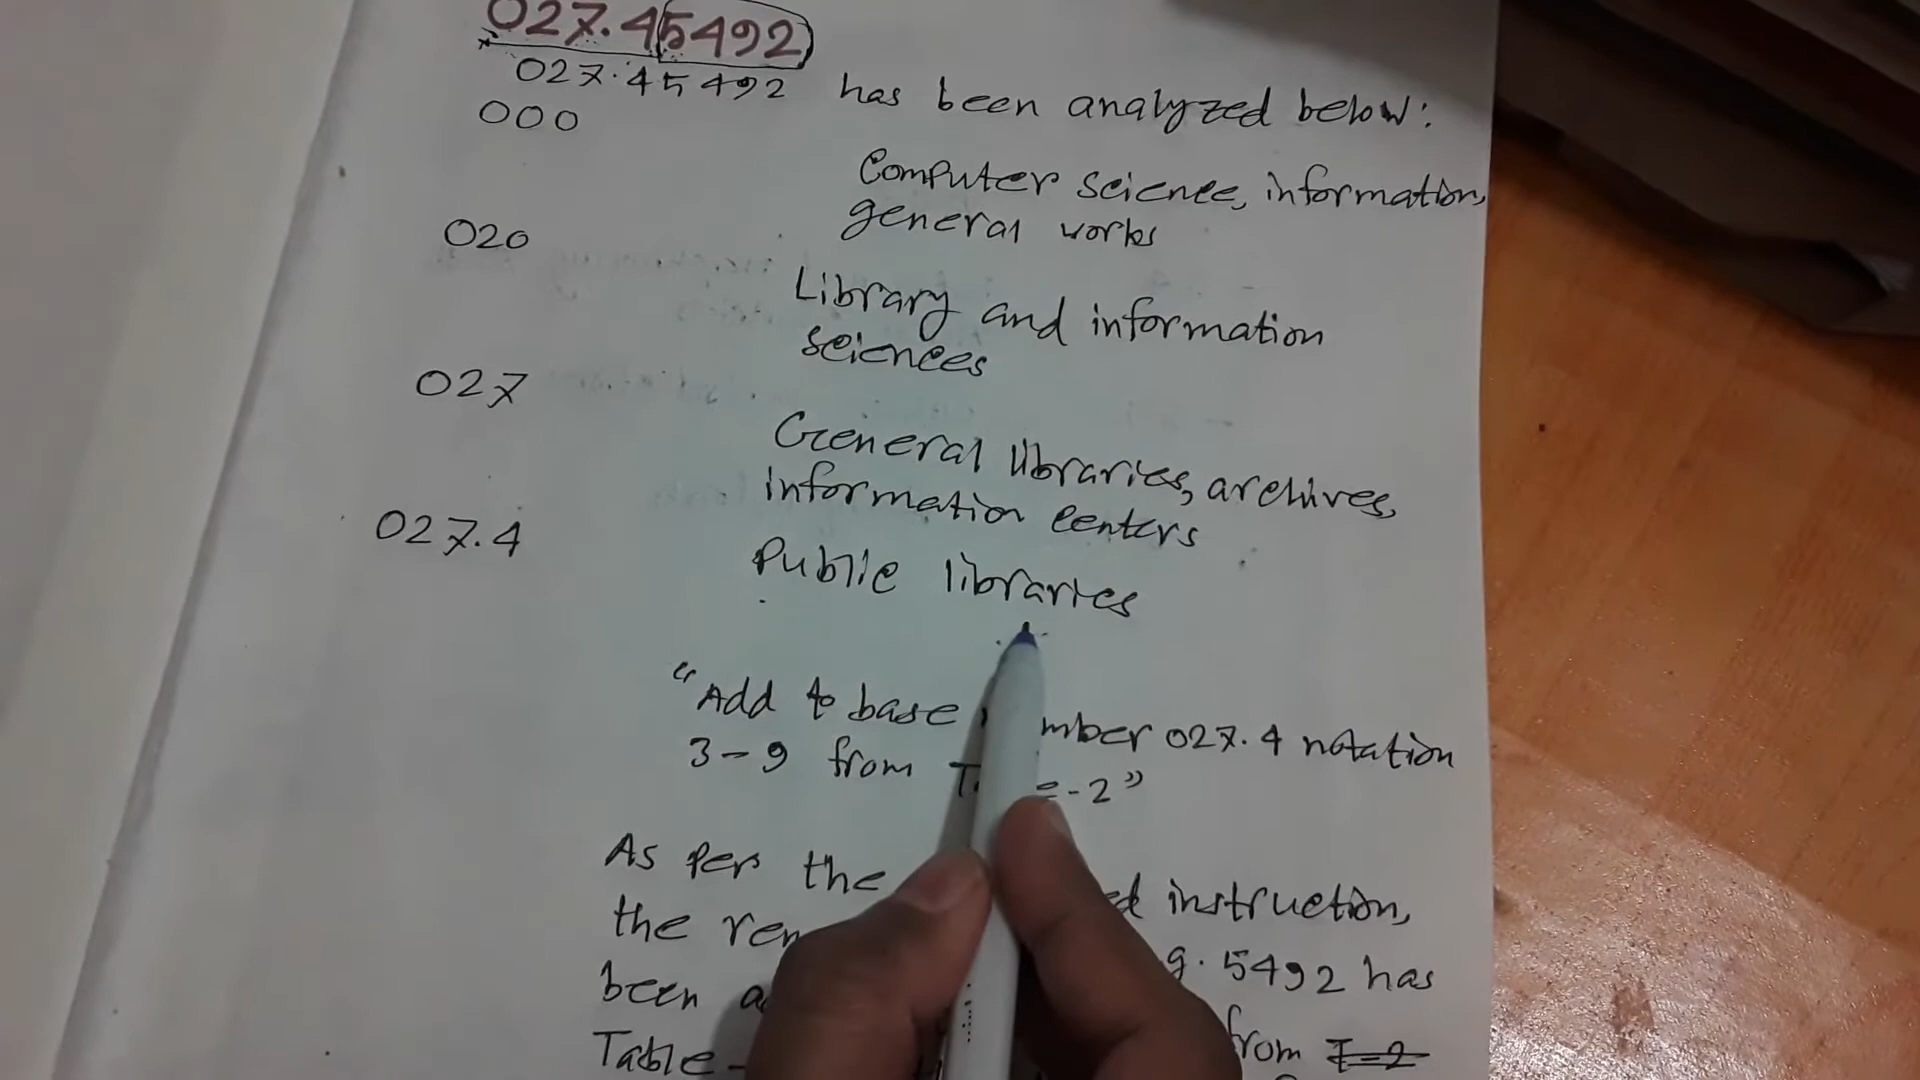 027.45492
027.45492 has been analyzed below:
000
Computer science, information,
general works
020
Library and information
sciences
027
General libraries, archives,
information centers
027.4
Public libraries
"Add to base mber 027.4 notation
3-9 from -2"
As per the instruction,
the
been 5492 has
Table- from T-2